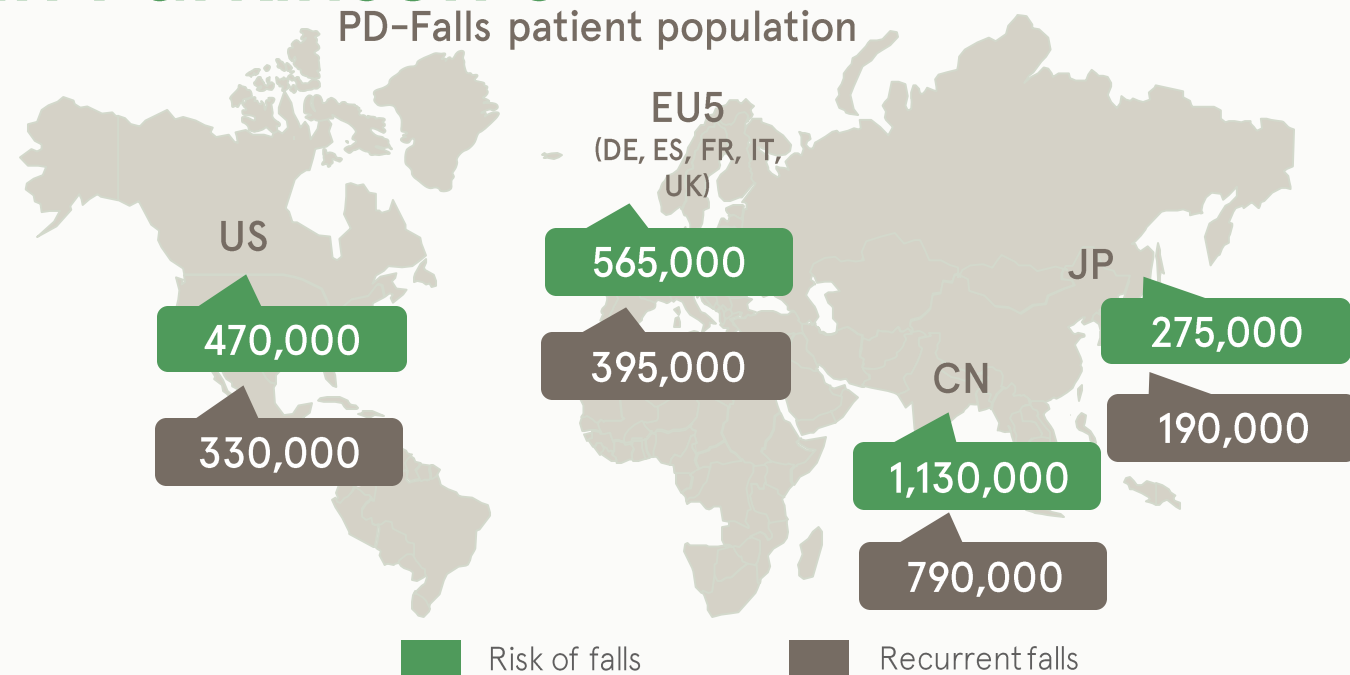 PD-Falls patient population
EU5
(DE, ES, FR, IT,
UK)
US
JP
565,000
470,000
275,000
395,000
CN
190,000
330,000
1,130,000
790,000
Risk of falls
Recurrent falls